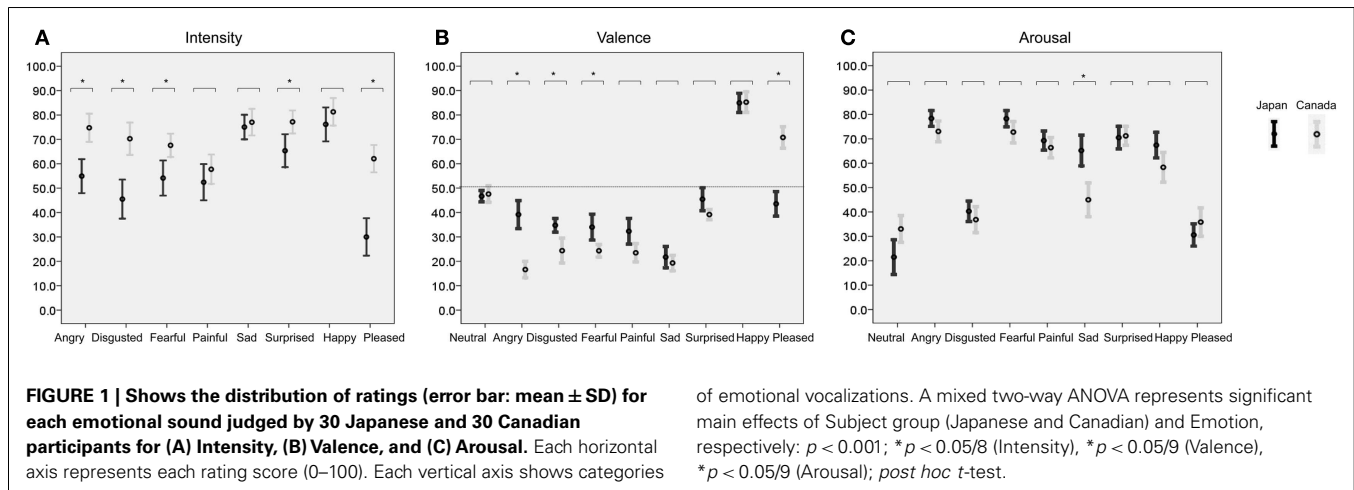 A
Intensity
100.0
90.0
80.0
70.0
60.0
50.0
40.0
30.0
20.0
10.0
0.0
* * * * *
Angry Disgusted Fearful Painful Sad Surprised Happy Pleased
B
Valence
100.0
90.0
80.0
70.0
60.0
50.0
40.0
30.0
20.0
10.0
0.0
* * * *
Neutral Angry Disgusted Fearful Painful Sad Surprised Happy Pleased
C
Arousal
100.0
90.0
80.0
70.0
60.0
50.0
40.0
30.0
20.0
10.0
0.0
*
Neutral Angry Disgusted Fearful Painful Sad Surprised Happy Pleased
Japan Canada
FIGURE 1 | Shows the distribution of ratings (error bar: mean ± SD) for
each emotional sound judged by 30 Japanese and 30 Canadian
participants for (A) Intensity, (B) Valence, and (C) Arousal. Each horizontal
axis represents each rating score (0–100). Each vertical axis shows categories
of emotional vocalizations. A mixed two-way ANOVA represents significant
main effects of Subject group (Japanese and Canadian) and Emotion,
respectively: p < 0.001; *p < 0.05/8 (Intensity), *p < 0.05/9 (Valence),
*p < 0.05/9 (Arousal); post hoc t-test.